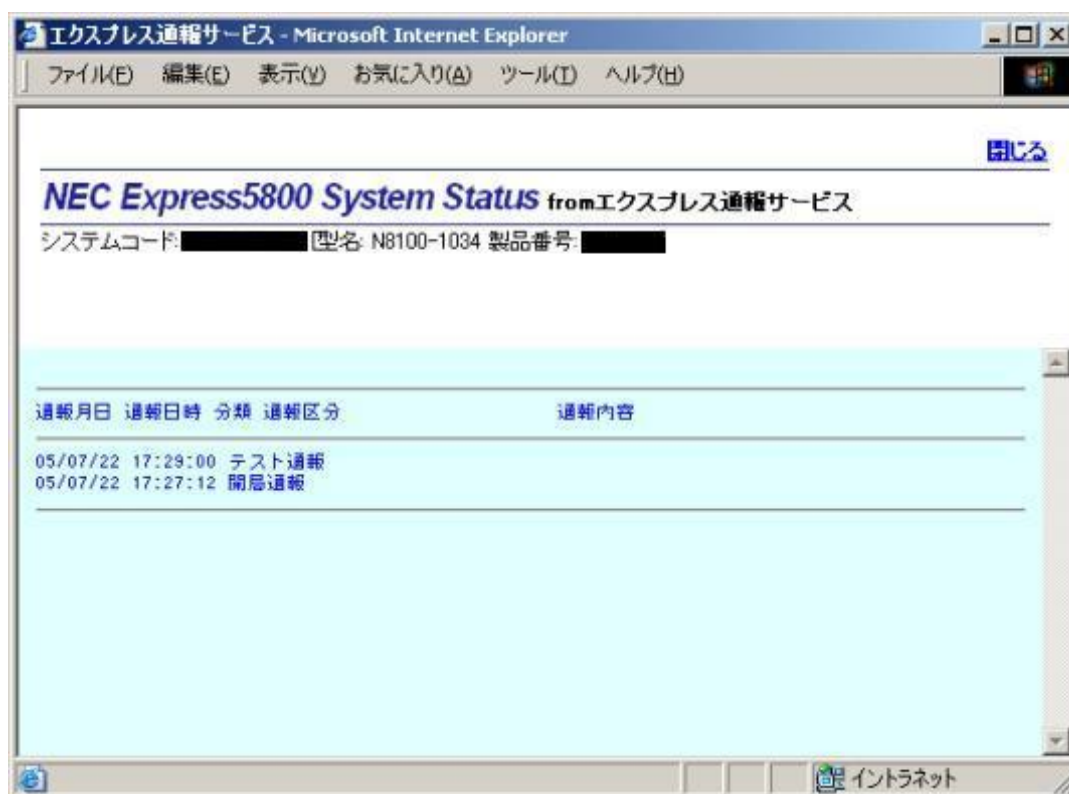 エクスプレス通報サービス - Microsoft Internet Explorer
ファイル(F) 編集(E) 表示(V) お気に入り(A) ツール(T) ヘルプ(H)
閉じる
NEC Express5800 System Status fromエクスプレス通報サービス
システムコード: 型名: N8100-1034 製品番号:
通報月日 通報日時 分類 通報区分 通報内容
05/07/22 17:29:00 テスト通報
05/07/22 17:27:12 開局通報
イントラネット